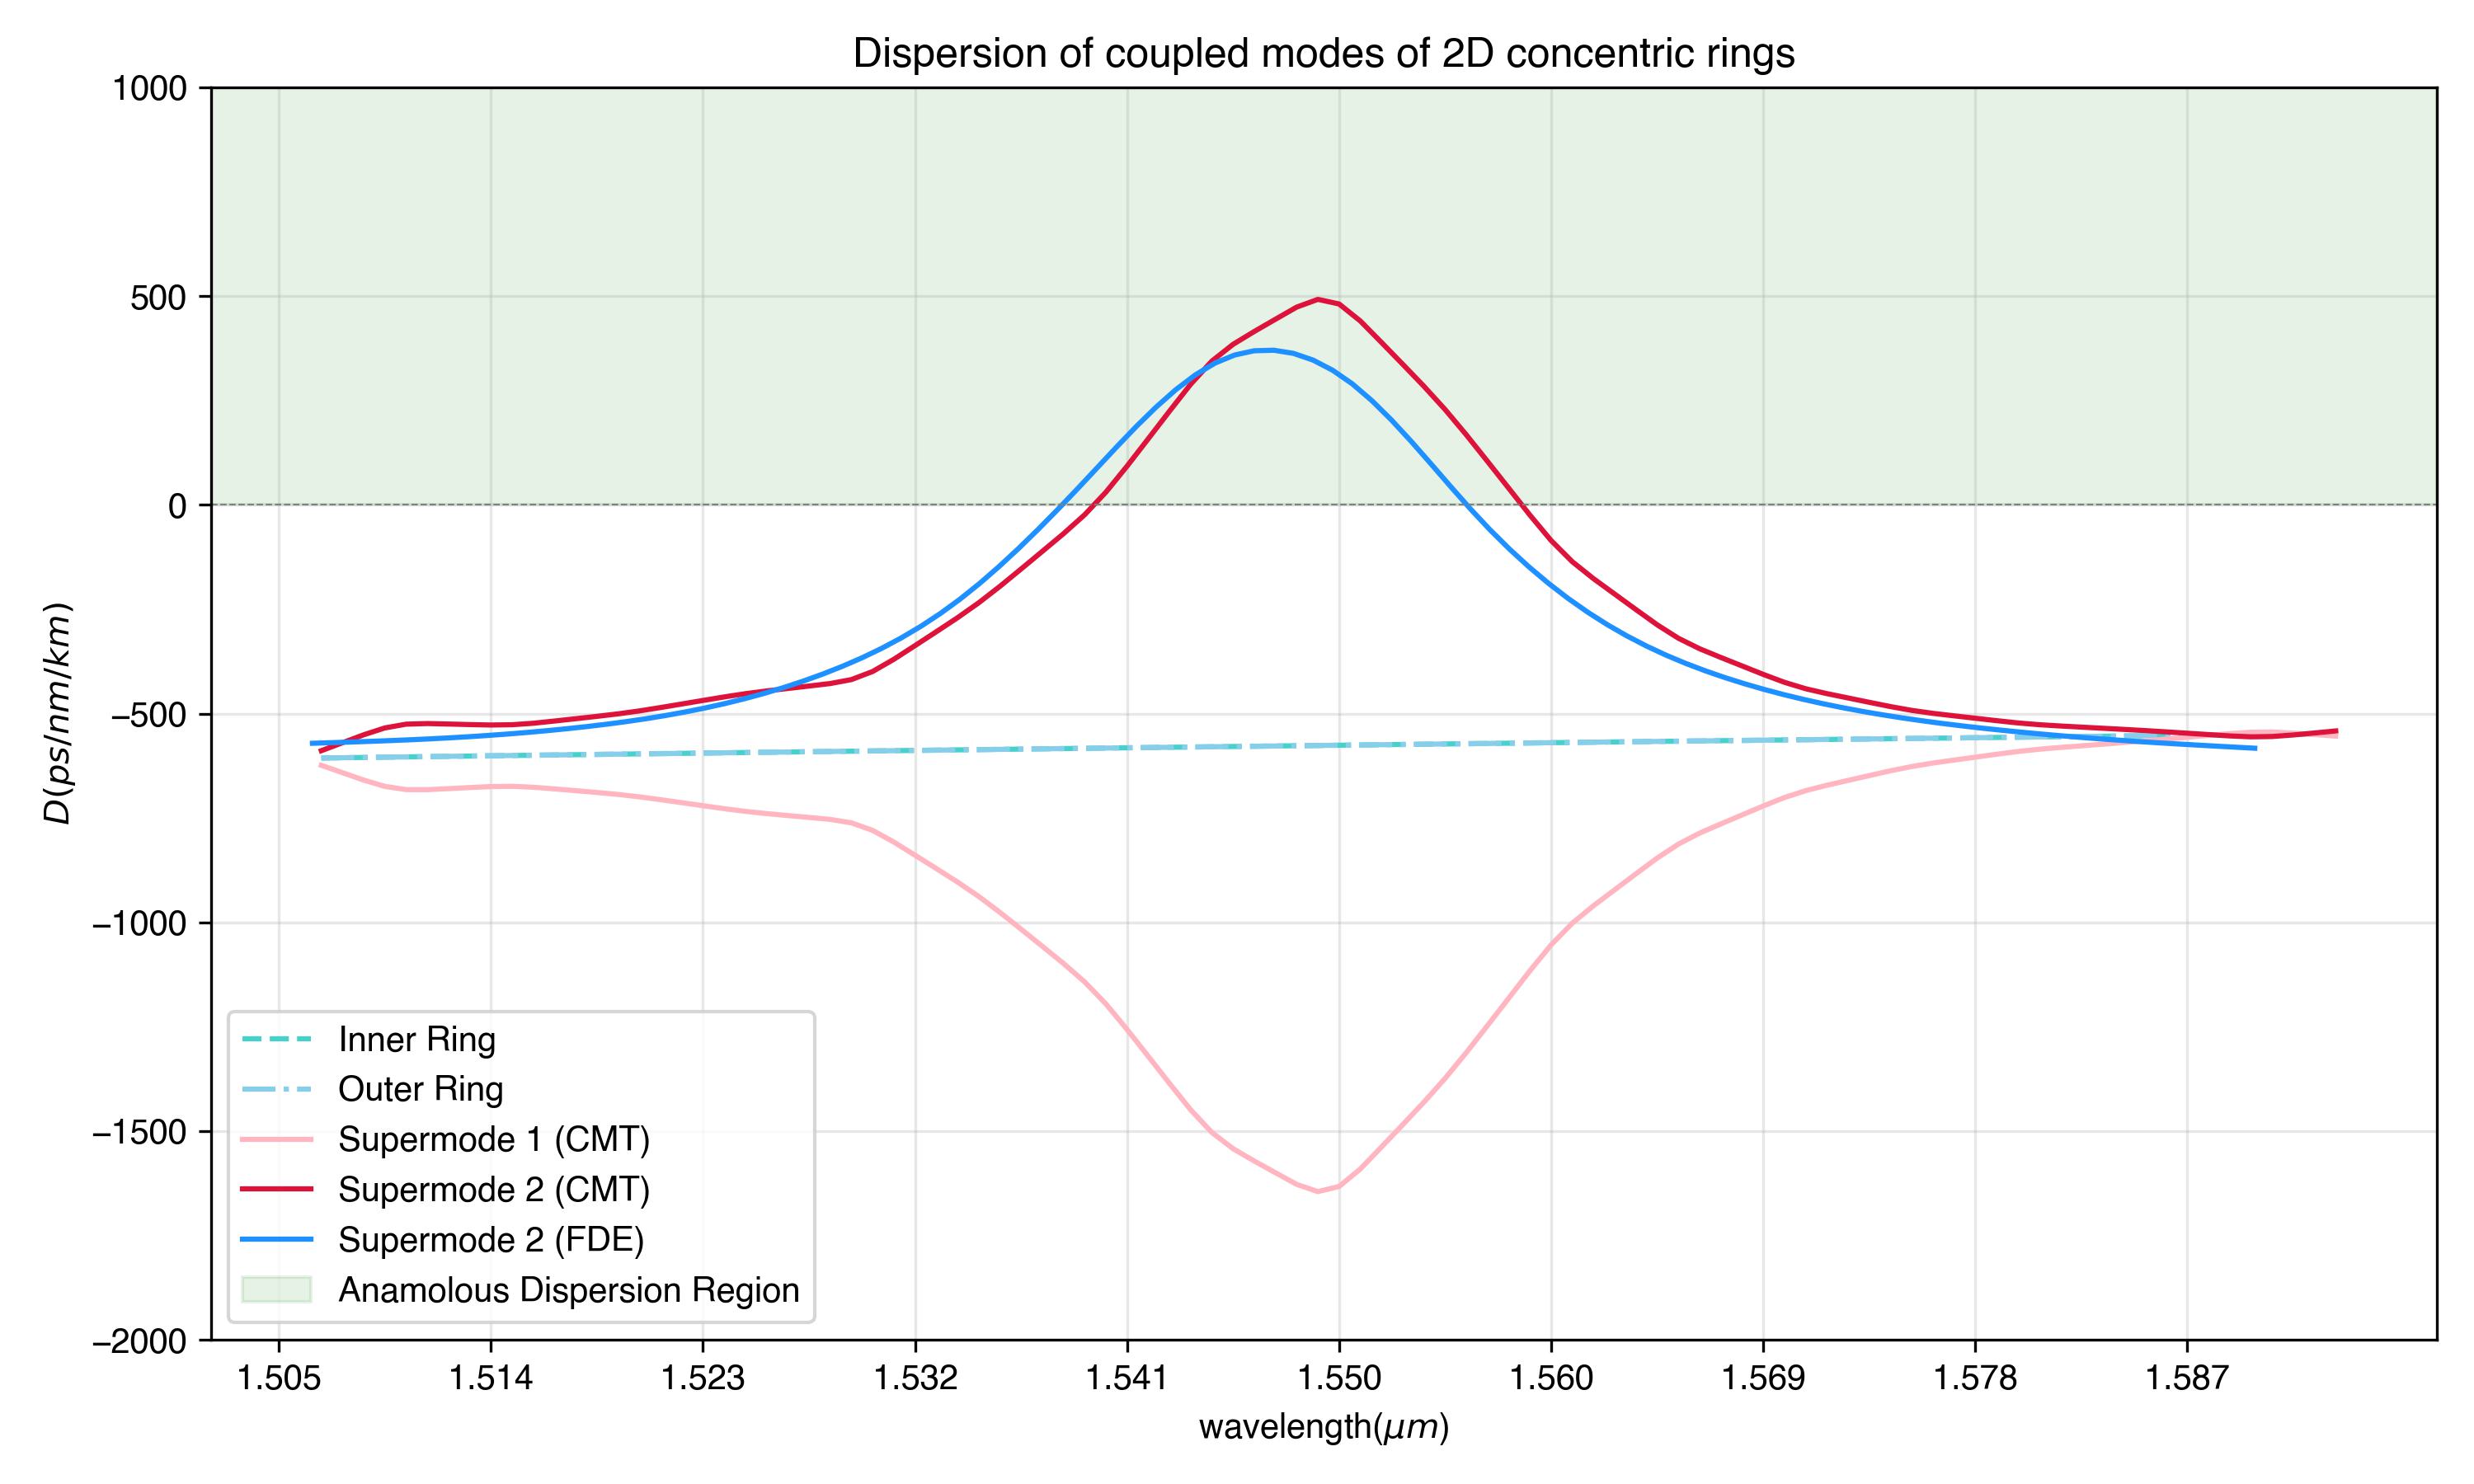 Dispersion of coupled modes of 2D concentric rings
1000
500
0
−500
−1000
−1500
−2000
D(ps/nm/km)
Inner Ring
Outer Ring
Supermode 1 (CMT)
Supermode 2 (CMT)
Supermode 2 (FDE)
Anamolous Dispersion Region
1.505 1.514 1.523 1.532 1.541 1.550 1.560 1.569 1.578 1.587
wavelength(μm)